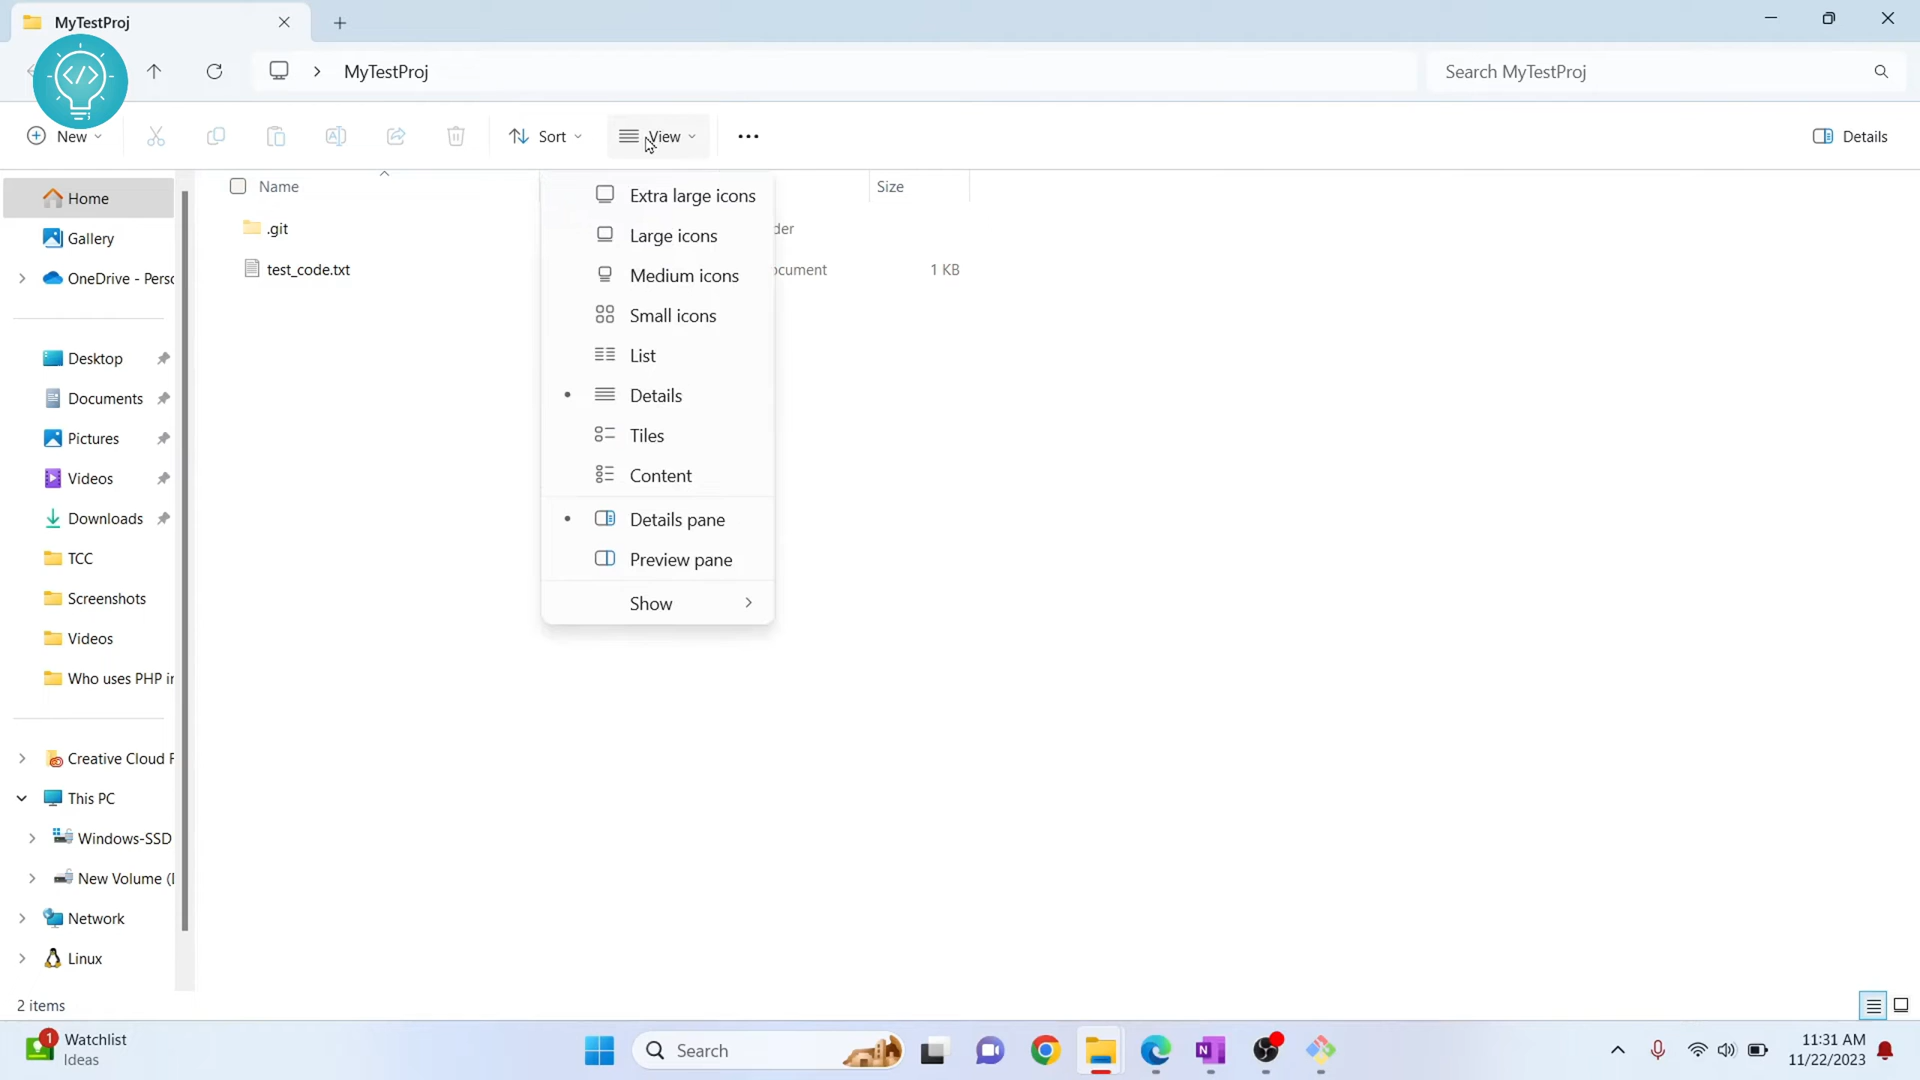 MyTestProj
MyTestProj
Search MyTestProj
New
Sort
View
Details
Name
Size
.git
der
test_code.txt
ocument
1 KB
Home
Gallery
OneDrive - Persc
Desktop
Documents
Pictures
Videos
Downloads
TCC
Screenshots
Videos
Who uses PHP ir
Creative Cloud F
This PC
Windows-SSD
New Volume (I
Network
Linux
Extra large icons
Large icons
Medium icons
Small icons
List
Details
Tiles
Content
Details pane
Preview pane
Show
2 items
1
Watchlist
Ideas
Search
N
11:31 AM
11/22/2023